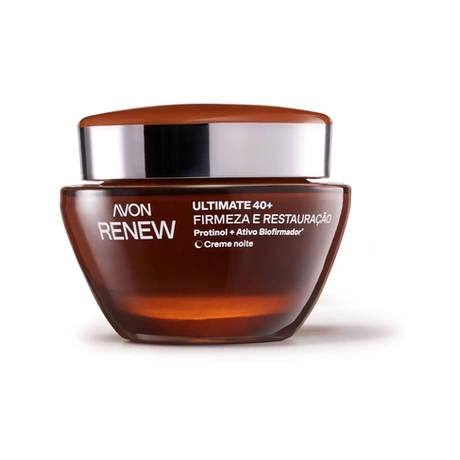 AVON
RENEW
ULTIMATE 40+
FIRMEZA E RESTAURAÇÃO
Protinol + Ativo Biofirmador*
Creme noite